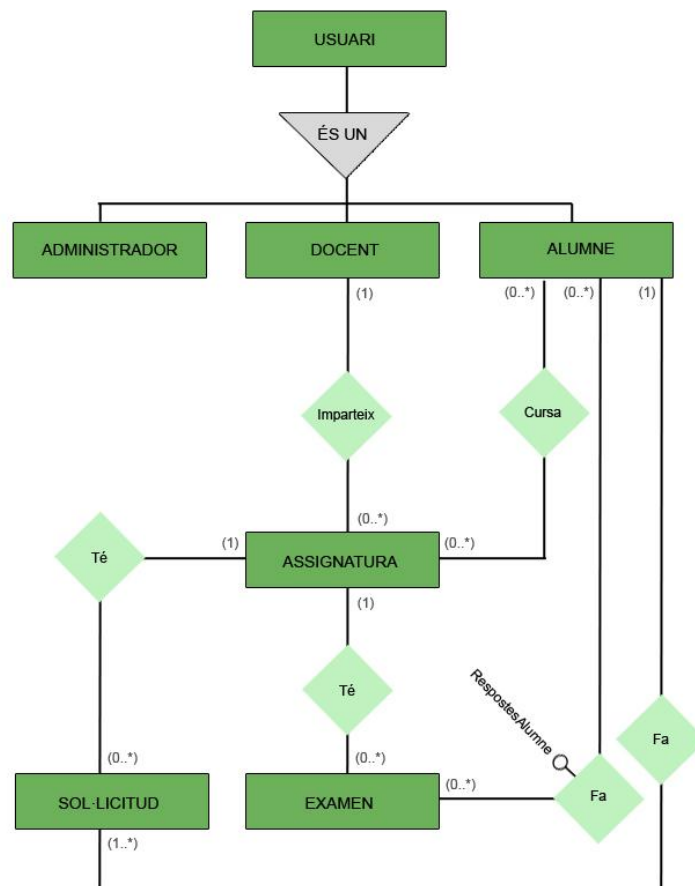 USUARI
ÉS UN
ADMINISTRADOR
DOCENT
ALUMNE
(1)
(0..*)
(0..*)
(1)
Imparteix
Cursa
(0..*)
Té
(1)
ASSIGNATURA
(0..*)
(1)
Té
RespostesAlumne
Fa
(0..*)
(0..*)
(0..*)
SOL·LICITUD
EXAMEN
Fa
(1..*)